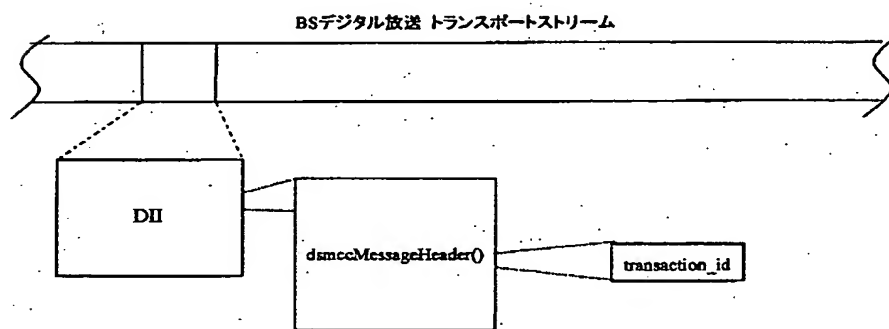 BSデジタル放送 トランスポートストリーム
DII
dsmccMessageHeader()
transaction_id